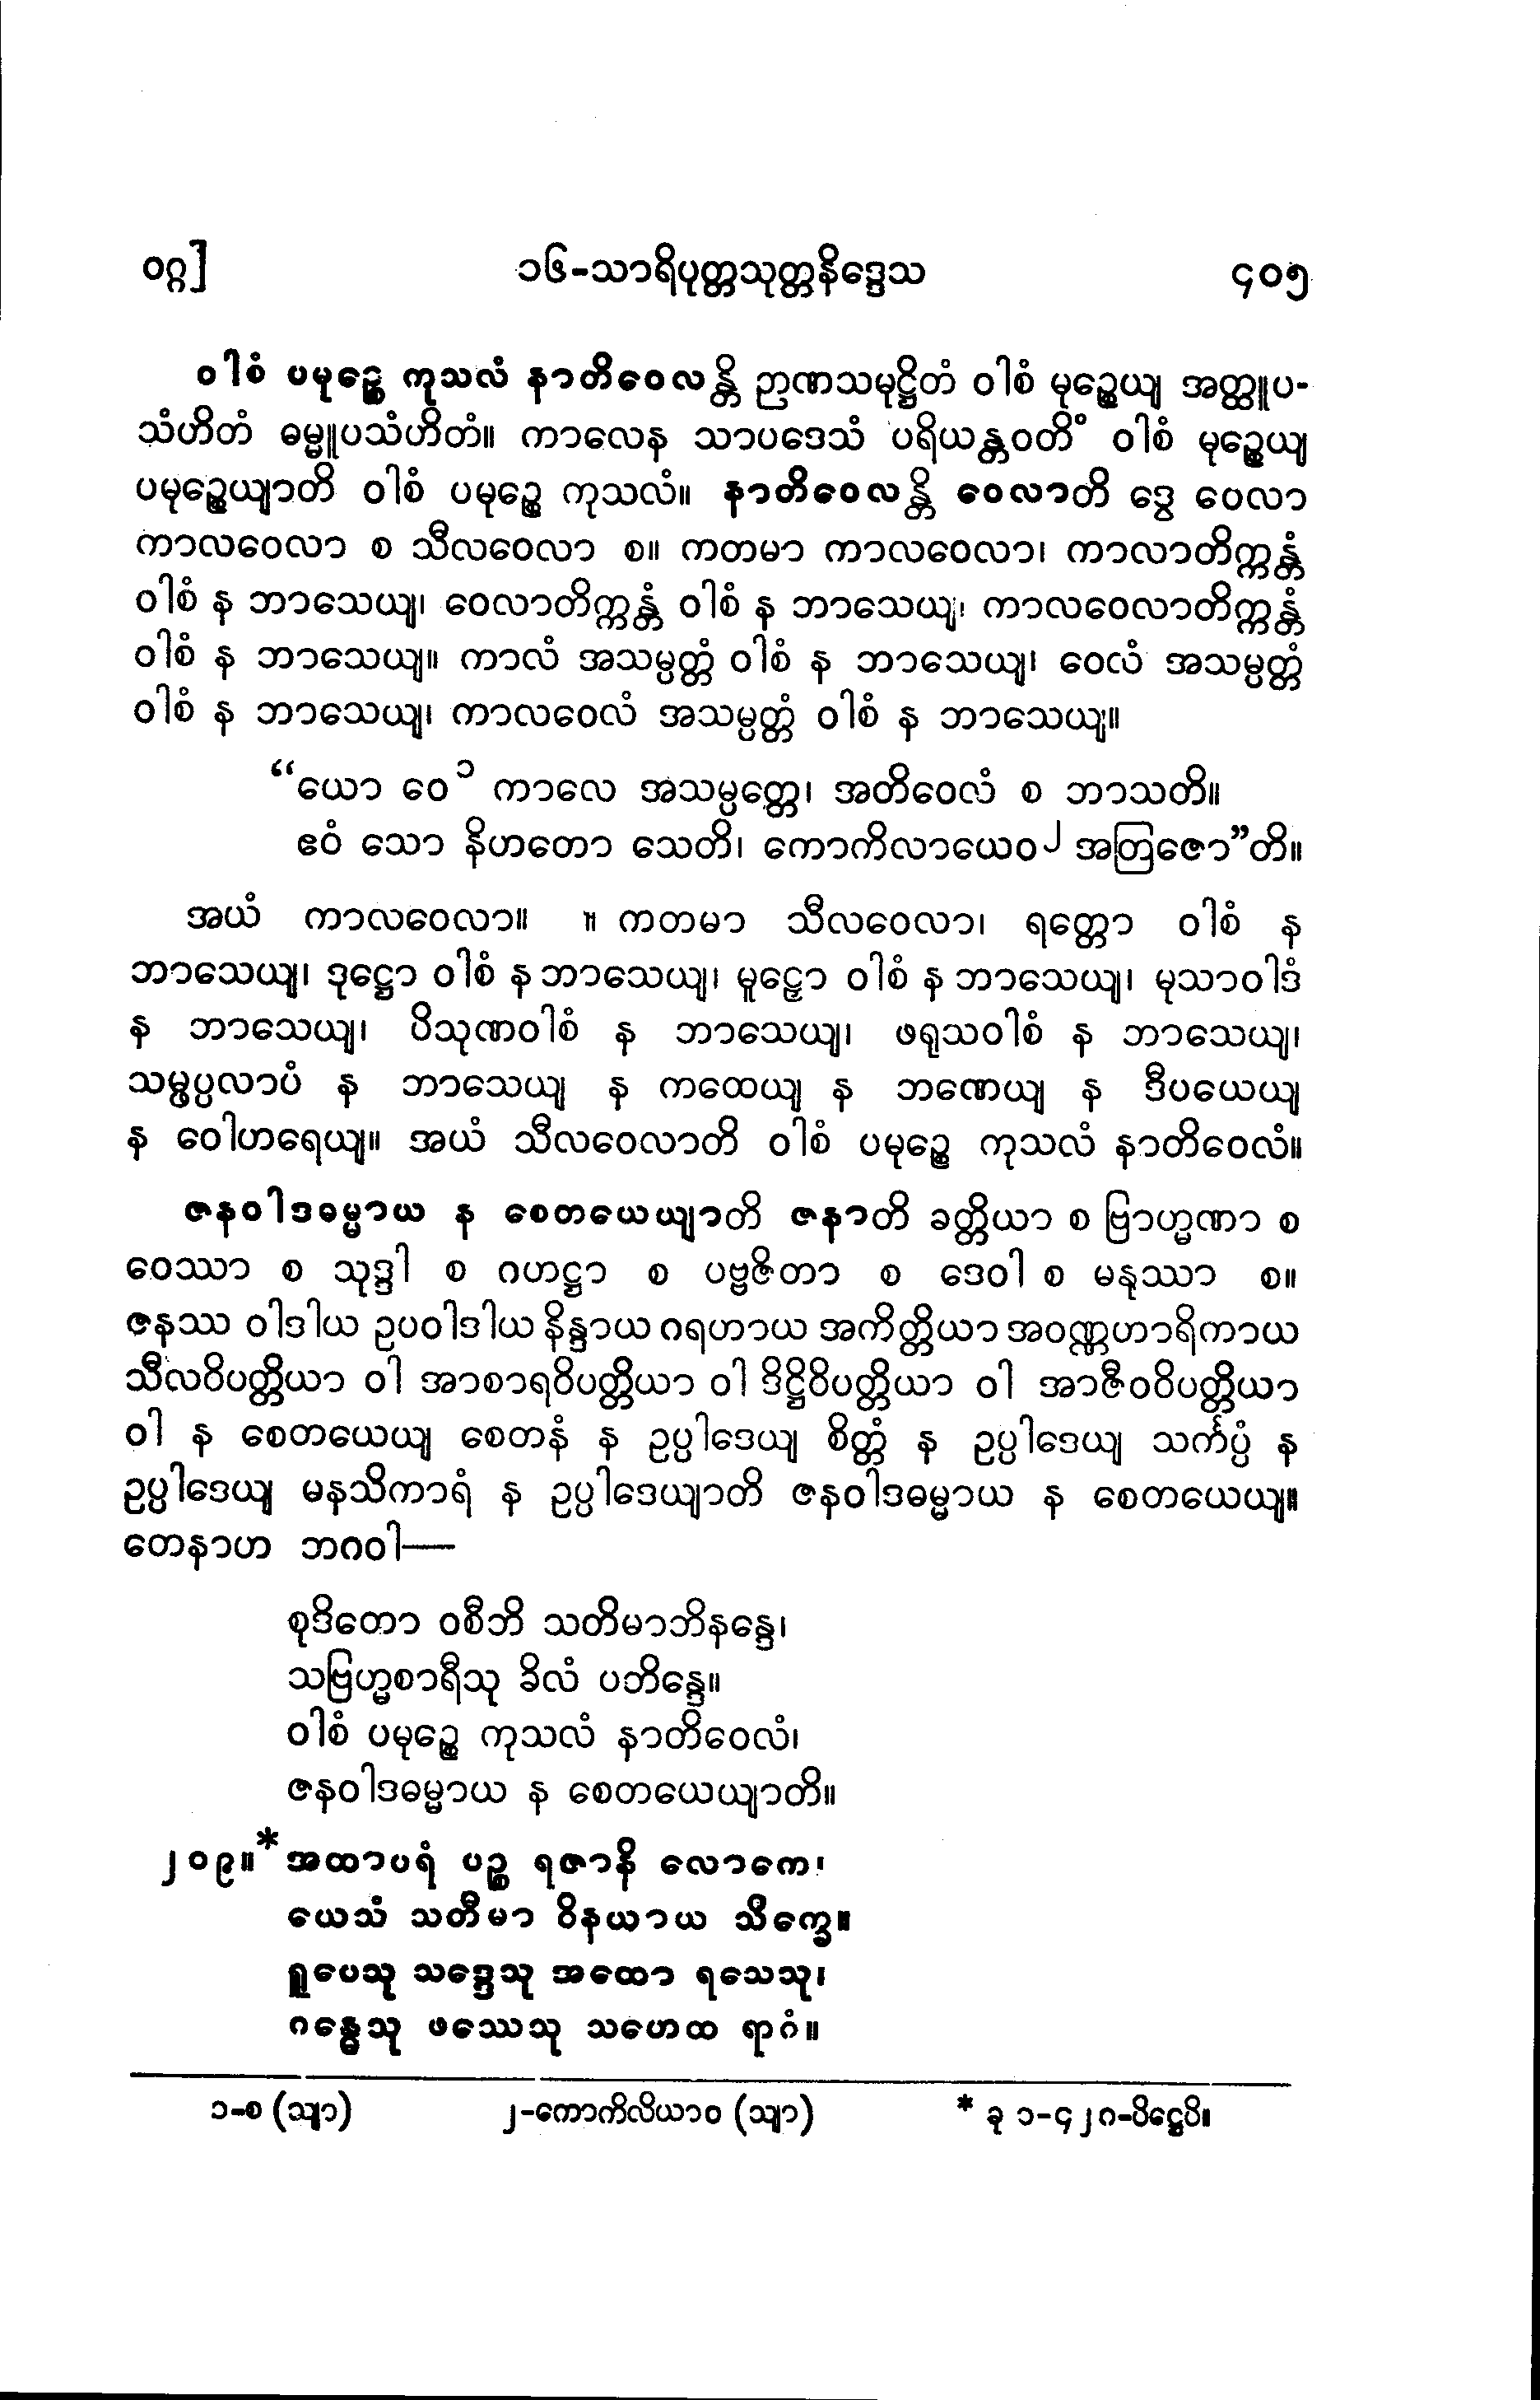 ၀ဂ္ဂ]
၁၆-သာရိပုတ္တသုတ္တနိဒ္ဒေသ
၄၀၅
ဝါစံ ပမုဉ္စေ ကုသလံ နာတိဝေလန္တိ ဉာဏသမုဋ္ဌိတံ ဝါစံ မုဉ္စေယျ အတ္ထူပ-
သံဟိတံ ဓမ္မူပသံဟိတံ။ ကာလေန သာပဒေသံ ပရိယန္တဝတိံ ဝါစံ မုဉ္စေယျ
ပမုဉ္စေယျာတိ ဝါစံ ပမုဉ္စေ ကုသလံ။ နာတိဝေလန္တိ ဝေလာတိ ဒွေ ဝေလာ
ကာလဝေလာ စ သီလဝေလာ စ။ ကတမာ ကာလဝေလာ၊ ကာလာတိက္ကန္တံ
ဝါစံ န ဘာသေယျ၊ ဝေလာတိက္ကန္တံ ဝါစံ န ဘာသေယျ၊ ကာလဝေလာတိက္ကန္တံ
ဝါစံ န ဘာသေယျ။ ကာလံ အသမ္ပတ္တံ ဝါစံ န ဘာသေယျ၊ ဝေလံ အသမ္ပတ္တံ
ဝါစံ န ဘာသေယျ၊ ကာလဝေလံ အသမ္ပတ္တံ ဝါစံ န ဘာသေယျ။
“ယော ဝေ၁ ကာလေ အသမ္ပတ္တေ၊ အတိဝေလံ စ ဘာသတိ။
ဧဝံ သော နိဟတော သေတိ၊ ကောကိလာယေဝ၂ အတြဇော”တိ။
အယံ ကာလဝေလာ။ ။ ကတမာ သီလဝေလာ၊ ရတ္တော ဝါစံ န
ဘာသေယျ၊ ဒုဋ္ဌော ဝါစံ န ဘာသေယျ၊ မူဠှော ဝါစံ န ဘာသေယျ၊ မုသာဝါဒံ
န ဘာသေယျ၊ ပိသုဏဝါစံ န ဘာသေယျ၊ ဖရုသဝါစံ န ဘာသေယျ၊
သမ္ဖပ္ပလာပံ န ဘာသေယျ န ကထေယျ န ဘဏေယျ န ဒီပယေယျ
န ဝေါဟရေယျ။ အယံ သီလဝေလာတိ ဝါစံ ပမုဉ္စေ ကုသလံ နာတိဝေလံ။
ဇနဝါဒဓမ္မာယ န စေတယေယျာတိ ဇနာတိ ခတ္တိယာ စ ဗြာဟ္မဏာ စ
ဝေဿာ စ သုဒ္ဒါ စ ဂဟဋ္ဌာ စ ပဗ္ဗဇိတာ စ ဒေဝါ စ မနုဿာ စ။
ဇနဿ ဝါဒါယ ဥပဝါဒါယ နိန္ဒာယ ဂရဟာယ အကိတ္တိယာ အဝဏ္ဏဟာရိကာယ
သီလဝိပတ္တိယာ ဝါ အာစာရဝိပတ္တိယာ ဝါ ဒိဋ္ဌိဝိပတ္တိယာ ဝါ အာဇီဝဝိပတ္တိယာ
ဝါ န စေတယေယျ စေတနံ န ဥပ္ပါဒေယျ စိတ္တံ န ဥပ္ပါဒေယျ သင်္ကပ္ပံ န
ဥပ္ပါဒေယျ မနသိကာရံ န ဥပ္ပါဒေယျာတိ ဇနဝါဒဓမ္မာယ န စေတယေယျ။
တေနာဟ ဘဂဝါ—
စုဒိတော ဝစီဘိ သတိမာဘိနန္ဒေ၊
သဗြဟ္မစာရီသု ခိလံ ပဘိန္ဒေ။
ဝါစံ ပမုဉ္စေ ကုသလံ နာတိဝေလံ၊
ဇနဝါဒဓမ္မာယ န စေတယေယျာတိ။
၂၀၉။* အထာပရံ ပဉ္စ ရဇာနိ လောကေ၊
ယေသံ သတီမာ ဝိနယာယ သိက္ခေ။
ရူပေသု သဒ္ဒေသု အထော ရသေသု၊
ဂန္ဓေသု ဖဿေသု သဟေထ ရာဂံ။
၁-စ (သျာ)
၂-ကောကိလိယာဝ (သျာ)
* ခု ၁-၄၂၈-ပိဋ္ဌေပိ။